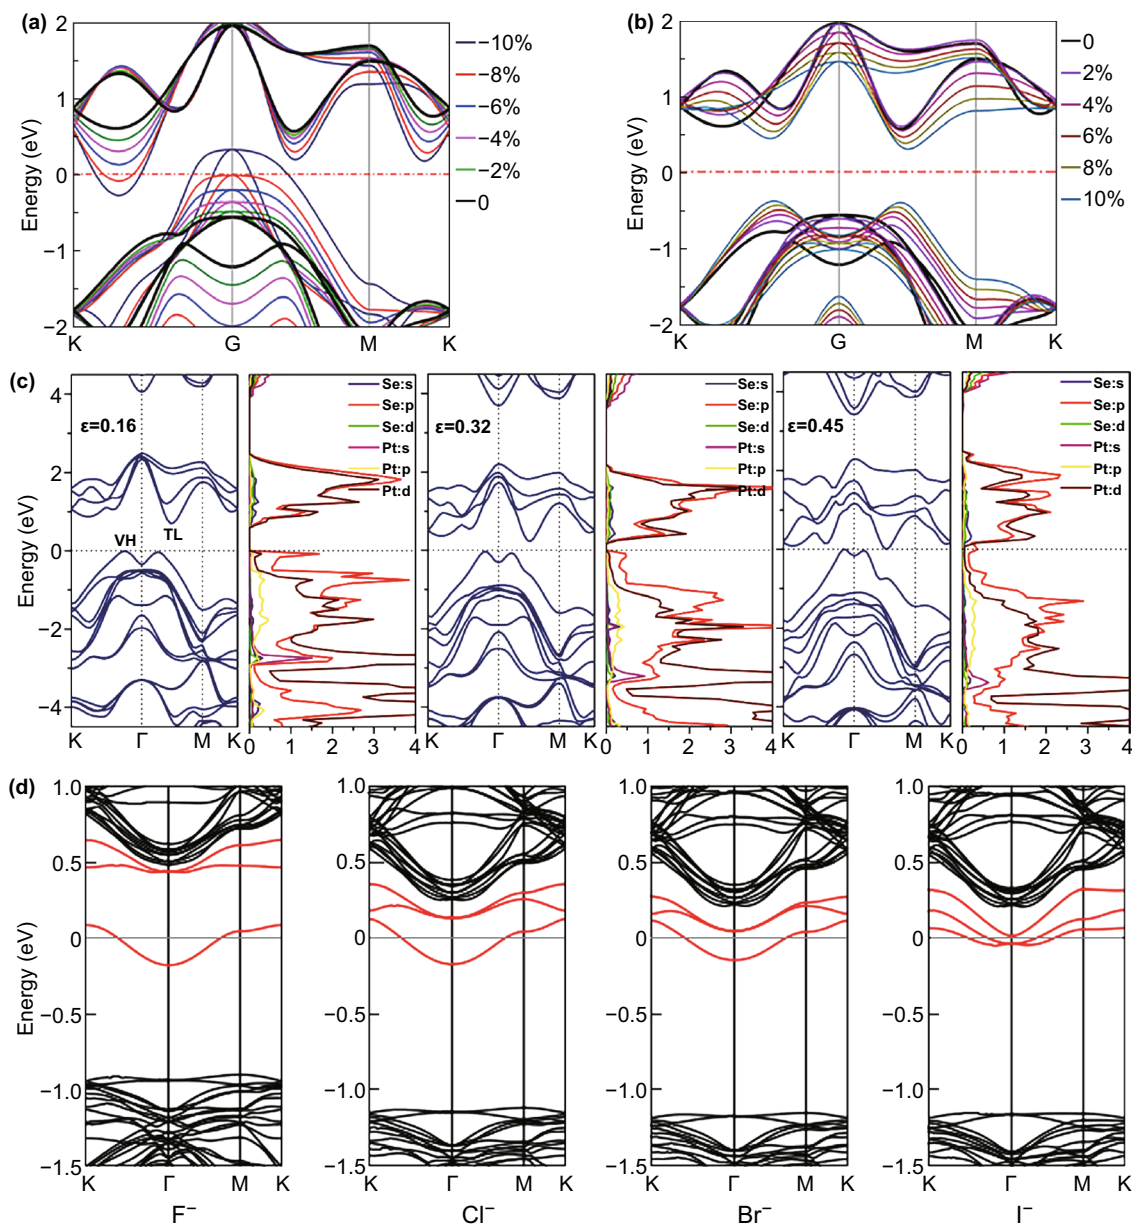 (a)
2
1
0
−1
−2
Energy (eV)
K G M K
−10%
−8%
−6%
−4%
−2%
0
(b)
2
1
0
−1
−2
Energy (eV)
K G M K
0
2%
4%
6%
8%
10%
(c)
4
2
0
−2
−4
Energy (eV)
ε=0.16
VH
TL
K Γ M K
Se:s
Se:p
Se:d
Pt:s
Pt:p
Pt:d
0 1 2 3 4
ε=0.32
K Γ M K
Se:s
Se:p
Se:d
Pt:s
Pt:p
Pt:d
0 1 2 3 4
ε=0.45
K Γ M K
Se:s
Se:p
Se:d
Pt:s
Pt:p
Pt:d
0 1 2 3 4
(d)
1.0
0.5
0
−0.5
−1.0
−1.5
Energy (eV)
K Γ M K
F⁻
1.0
0.5
0
−0.5
−1.0
−1.5
K Γ M K
Cl⁻
1.0
0.5
0
−0.5
−1.0
−1.5
K Γ M K
Br⁻
1.0
0.5
0
−0.5
−1.0
−1.5
K Γ M K
I⁻